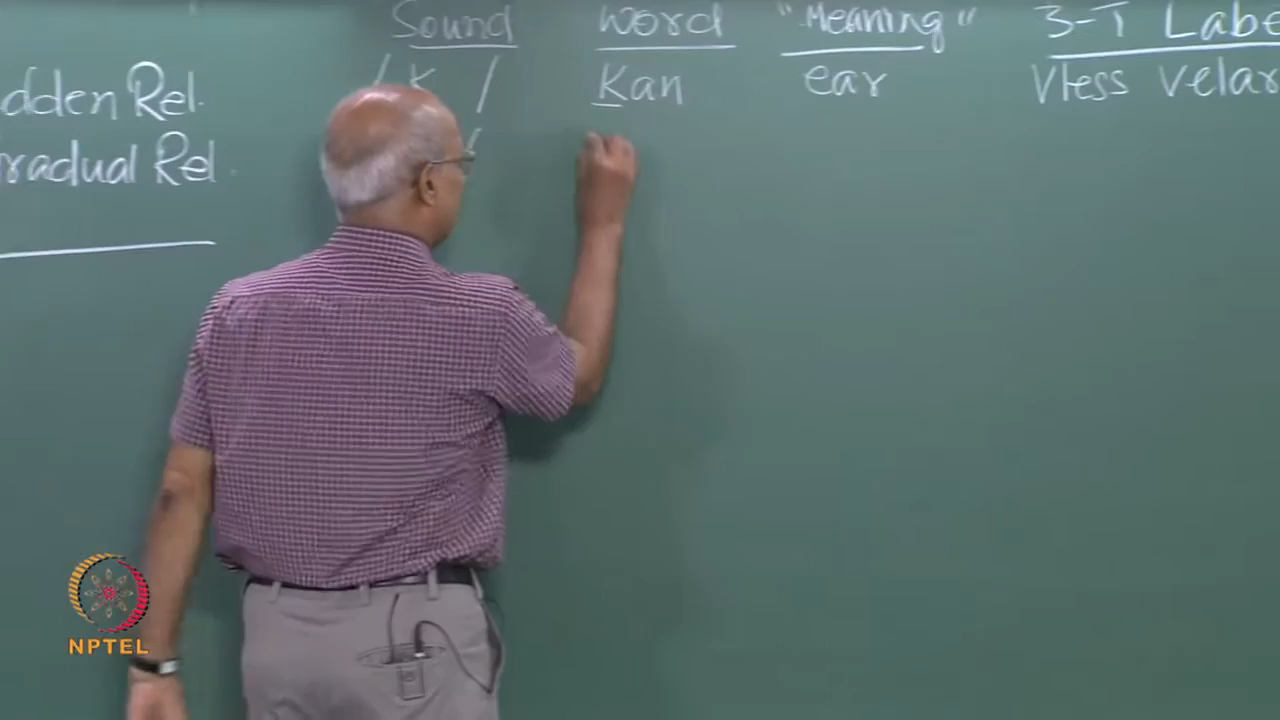 Sound Word "Meaning" 3-T Labe
/ K / Kan ear Vless Velar
dden Rel.
radual Rel.
/
NPTEL